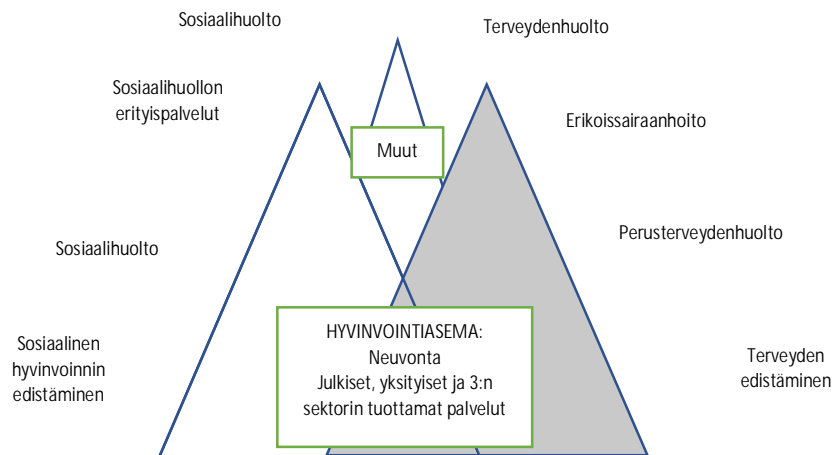 Sosiaalihuolto
Terveydenhuolto
Sosiaalihuollon
erityispalvelut
Erikoissairaanhoito
Muut
Perusterveydenhuolto
Sosiaalihuolto
HYVINVOINTIASEMA:
Neuvonta
Julkiset, yksityiset ja 3:n
sektorin tuottamat palvelut
Sosiaalinen
hyvinvoinnin
edistäminen
Terveyden
edistäminen